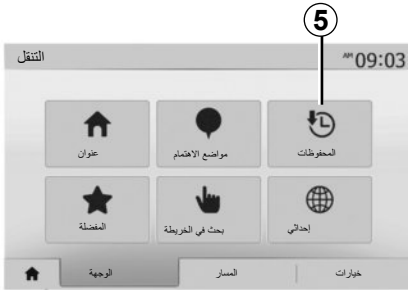 5
التنقل AM 09:03
عنوان مواضع الاهتمام المحفوظات
المفضلة بحث في الخريطة إحداثي
الوجهة المسار خيارات